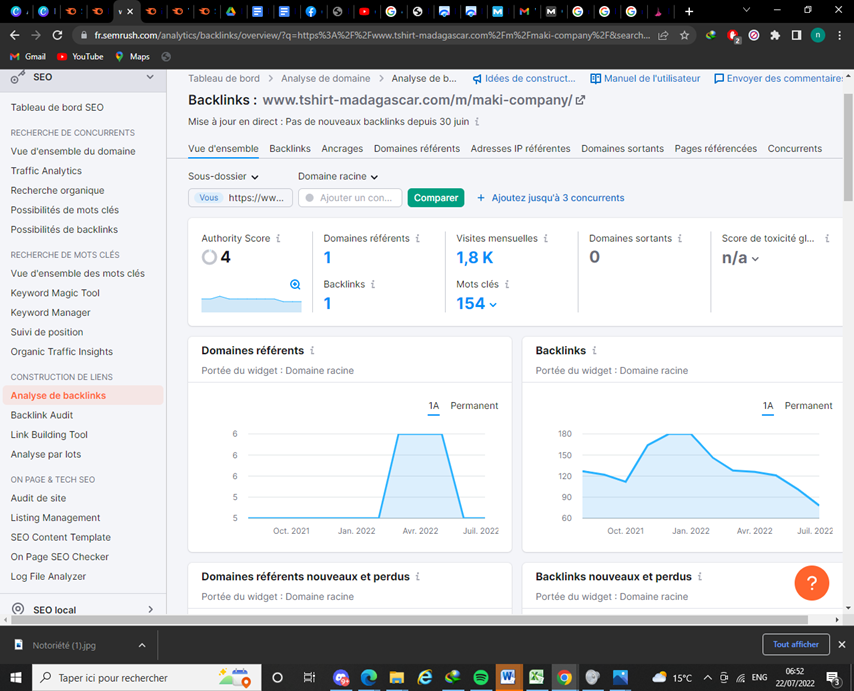 fr.semrush.com/analytics/backlinks/overview/?q=https%3A%2F%2Fwww.tshirt-madagascar.com%2Fm%2Fmaki-company%2F&search...
Gmail YouTube Maps
SEO
Tableau de bord SEO
RECHERCHE DE CONCURRENTS
Vue d'ensemble du domaine
Traffic Analytics
Recherche organique
Possibilités de mots clés
Possibilités de backlinks
RECHERCHE DE MOTS CLÉS
Vue d'ensemble des mots clés
Keyword Magic Tool
Keyword Manager
Suivi de position
Organic Traffic Insights
CONSTRUCTION DE LIENS
Analyse de backlinks
Backlink Audit
Link Building Tool
Analyse par lots
ON PAGE & TECH SEO
Audit de site
Listing Management
SEO Content Template
On Page SEO Checker
Log File Analyzer
SEO local
Tableau de bord > Analyse de domaine > Analyse de b... Idées de construct... Manuel de l'utilisateur Envoyer des commentaires
Backlinks : www.tshirt-madagascar.com/m/maki-company/
Mise à jour en direct : Pas de nouveaux backlinks depuis 30 juin
Vue d'ensemble Backlinks Ancrages Domaines référents Adresses IP référentes Domaines sortants Pages référencées Concurrents
Sous-dossier Domaine racine
Vous https://ww... Ajouter un con... Comparer + Ajoutez jusqu'à 3 concurrents
Authority Score Domaines référents Visites mensuelles Domaines sortants Score de toxicité gl...
4 1 1,8 K 0 n/a
Backlinks Mots clés
1 154
Domaines référents
Portée du widget : Domaine racine
1A Permanent
6
6
6
5
5
Oct. 2021 Jan. 2022 Avr. 2022 Juil. 2022
Backlinks
Portée du widget : Domaine racine
1A Permanent
180
150
120
90
60
Oct. 2021 Jan. 2022 Avr. 2022 Juil. 2022
Domaines référents nouveaux et perdus
Portée du widget : Domaine racine
Backlinks nouveaux et perdus
Portée du widget : Domaine racine
?
Notoriété (1).jpg Tout afficher
Taper ici pour rechercher 15°C ENG 06:52
22/07/2022